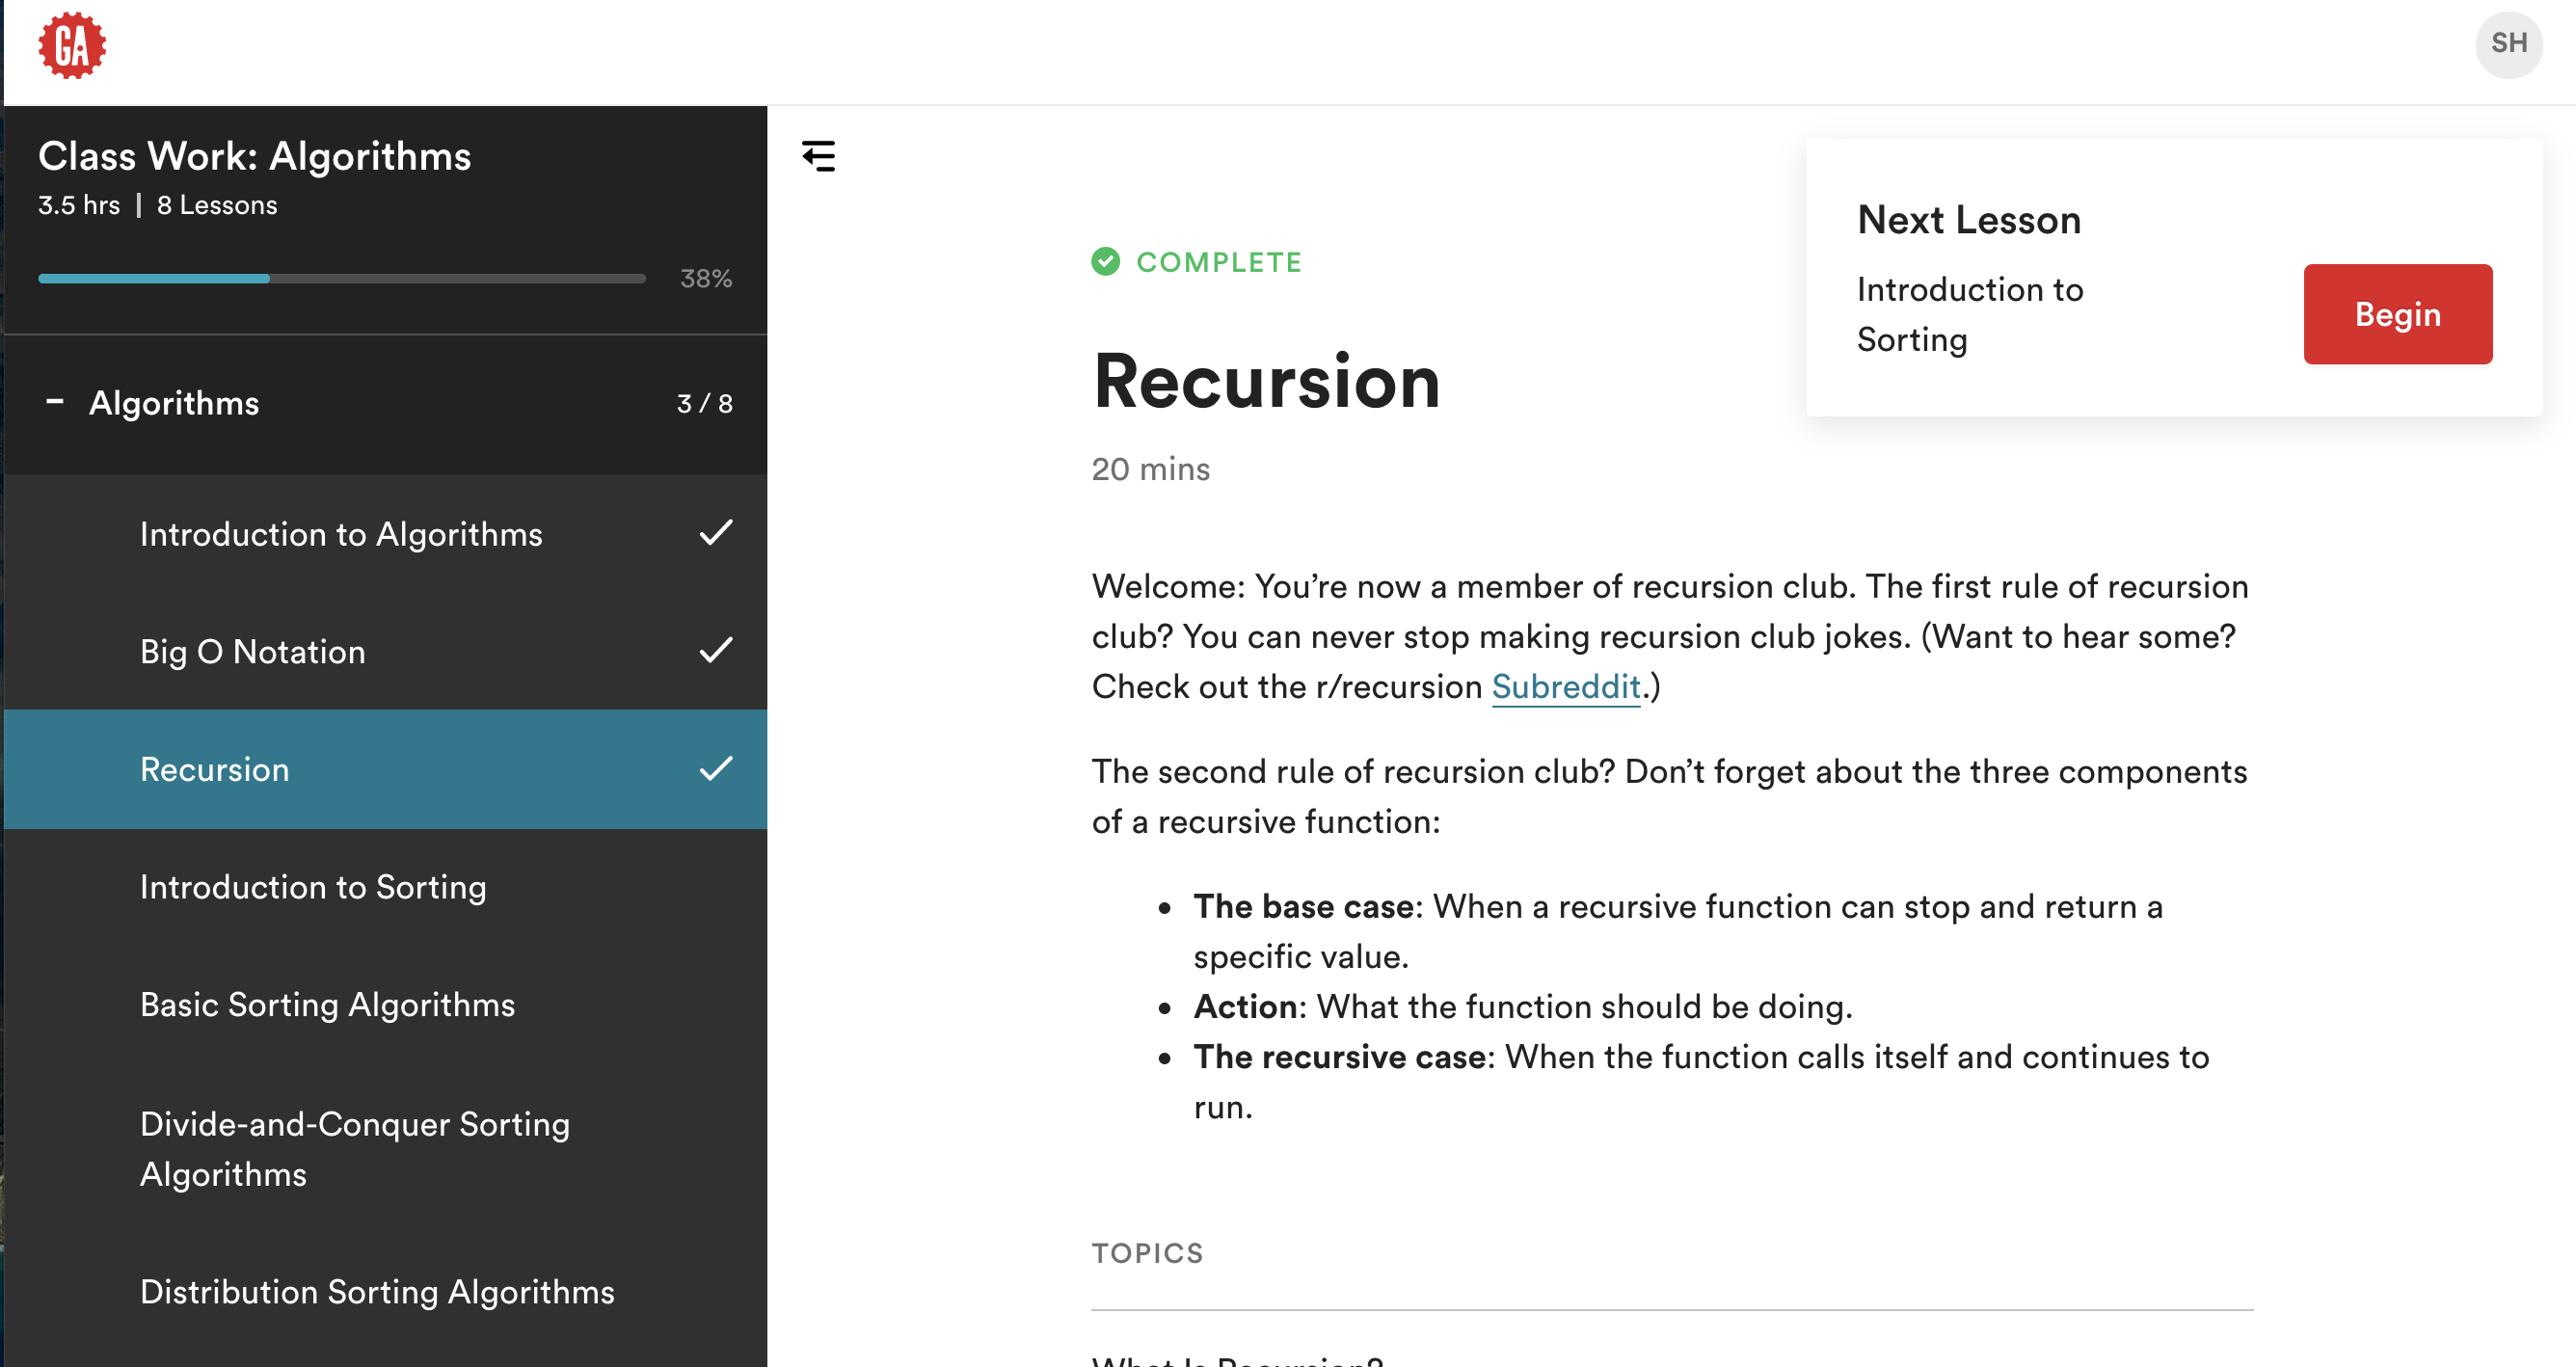 GA
SH
Class Work: Algorithms
3.5 hrs | 8 Lessons
38%
Algorithms 3 / 8
Introduction to Algorithms
Big O Notation
Recursion
Introduction to Sorting
Basic Sorting Algorithms
Divide-and-Conquer Sorting
Algorithms
Distribution Sorting Algorithms
COMPLETE
Recursion
20 mins
Next Lesson
Introduction to
Sorting
Begin
Welcome: You’re now a member of recursion club. The first rule of recursion
club? You can never stop making recursion club jokes. (Want to hear some?
Check out the r/recursion Subreddit.)
The second rule of recursion club? Don’t forget about the three components
of a recursive function:
• The base case: When a recursive function can stop and return a
specific value.
• Action: What the function should be doing.
• The recursive case: When the function calls itself and continues to
run.
TOPICS
What Is Recursion?